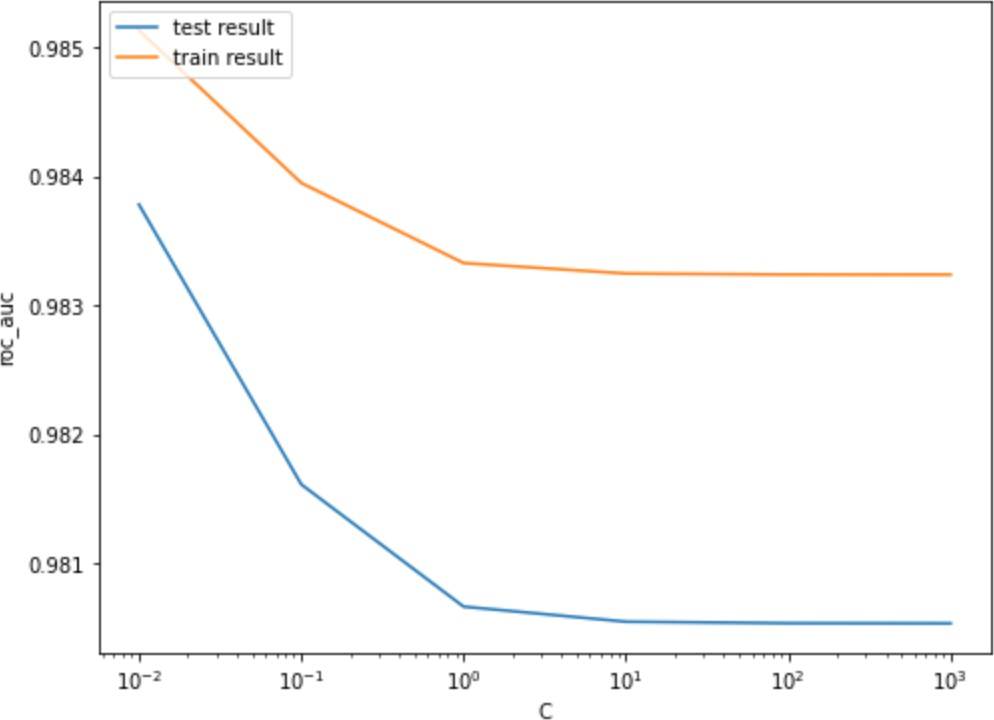 test result
train result
0.985
0.984
0.983
0.982
0.981
roc_auc
10⁻²
10⁻¹
10⁰
10¹
10²
10³
C